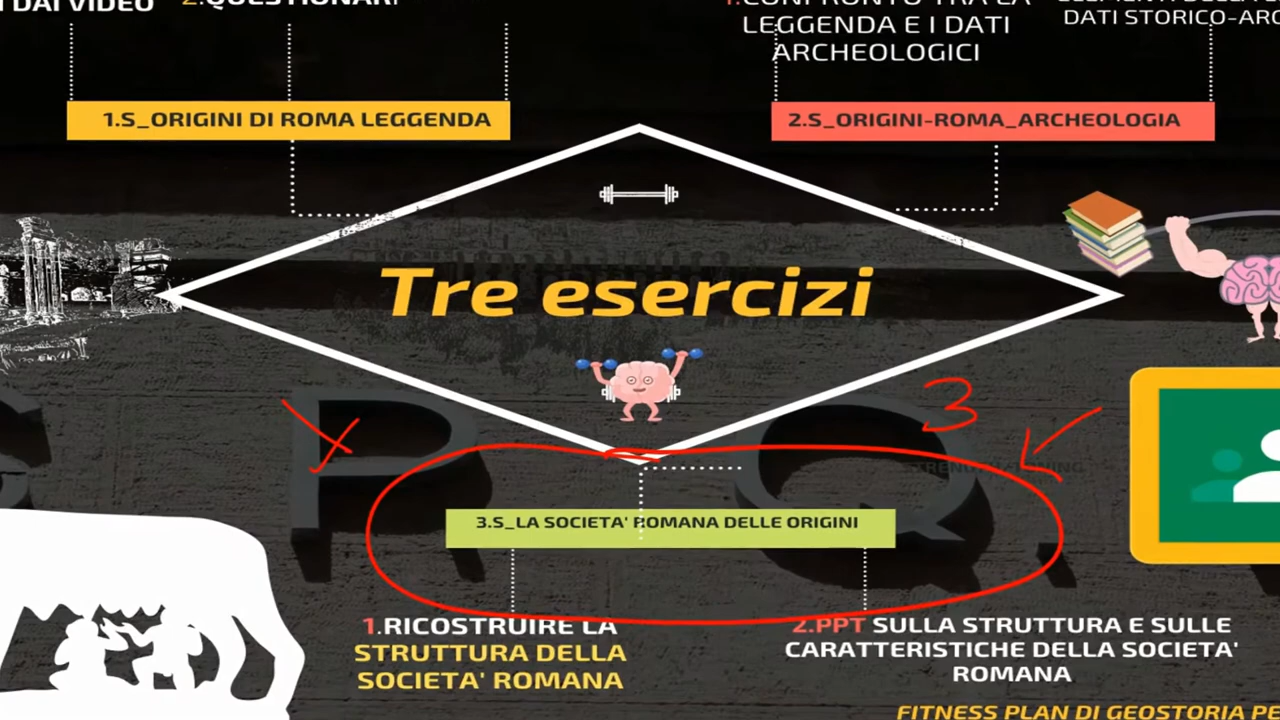 DAI VIDEO
2.QUESTIONARI
1.CONFRONTO TRA LA
LEGGENDA E I DATI
ARCHEOLOGICI
DATI STORICO-ARC
1.S_ORIGINI DI ROMA LEGGENDA
2.S_ORIGINI-ROMA_ARCHEOLOGIA
Tre esercizi
3
P Q
3.S_LA SOCIETA' ROMANA DELLE ORIGINI
1.RICOSTRUIRE LA
STRUTTURA DELLA
SOCIETA' ROMANA
2.PPT SULLA STRUTTURA E SULLE
CARATTERISTICHE DELLA SOCIETA'
ROMANA
FITNESS PLAN DI GEOSTORIA PE